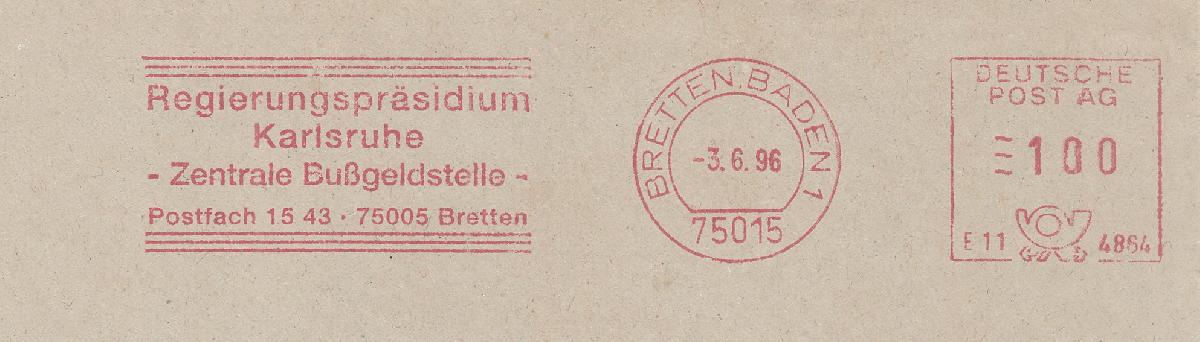 Regierungspräsidium
Karlsruhe
- Zentrale Bußgeldstelle -
Postfach 15 43 · 75005 Bretten
BRETTEN, BADEN 1
-3.6.96
75015
DEUTSCHE
POST AG
100
E 11 4864